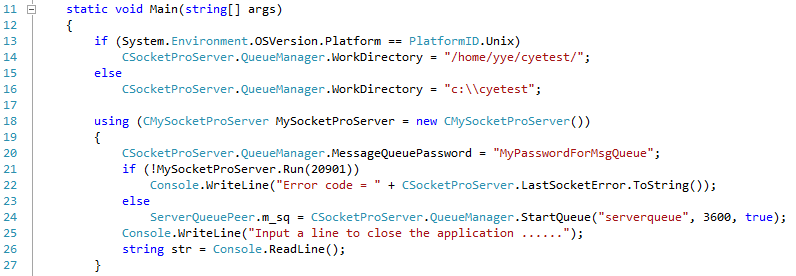 11 static void Main(string[] args)
12 {
13 if (System.Environment.OSVersion.Platform == PlatformID.Unix)
14 CSocketProServer.QueueManager.WorkDirectory = "/home/yye/cyetest/";
15 else
16 CSocketProServer.QueueManager.WorkDirectory = "c:\\cyetest";
17
18 using (CMySocketProServer MySocketProServer = new CMySocketProServer())
19 {
20 CSocketProServer.QueueManager.MessageQueuePassword = "MyPasswordForMsgQueue";
21 if (!MySocketProServer.Run(20901))
22 Console.WriteLine("Error code = " + CSocketProServer.LastSocketError.ToString());
23 else
24 ServerQueuePeer.m_sq = CSocketProServer.QueueManager.StartQueue("serverqueue", 3600, true);
25 Console.WriteLine("Input a line to close the application ......");
26 string str = Console.ReadLine();
27 }